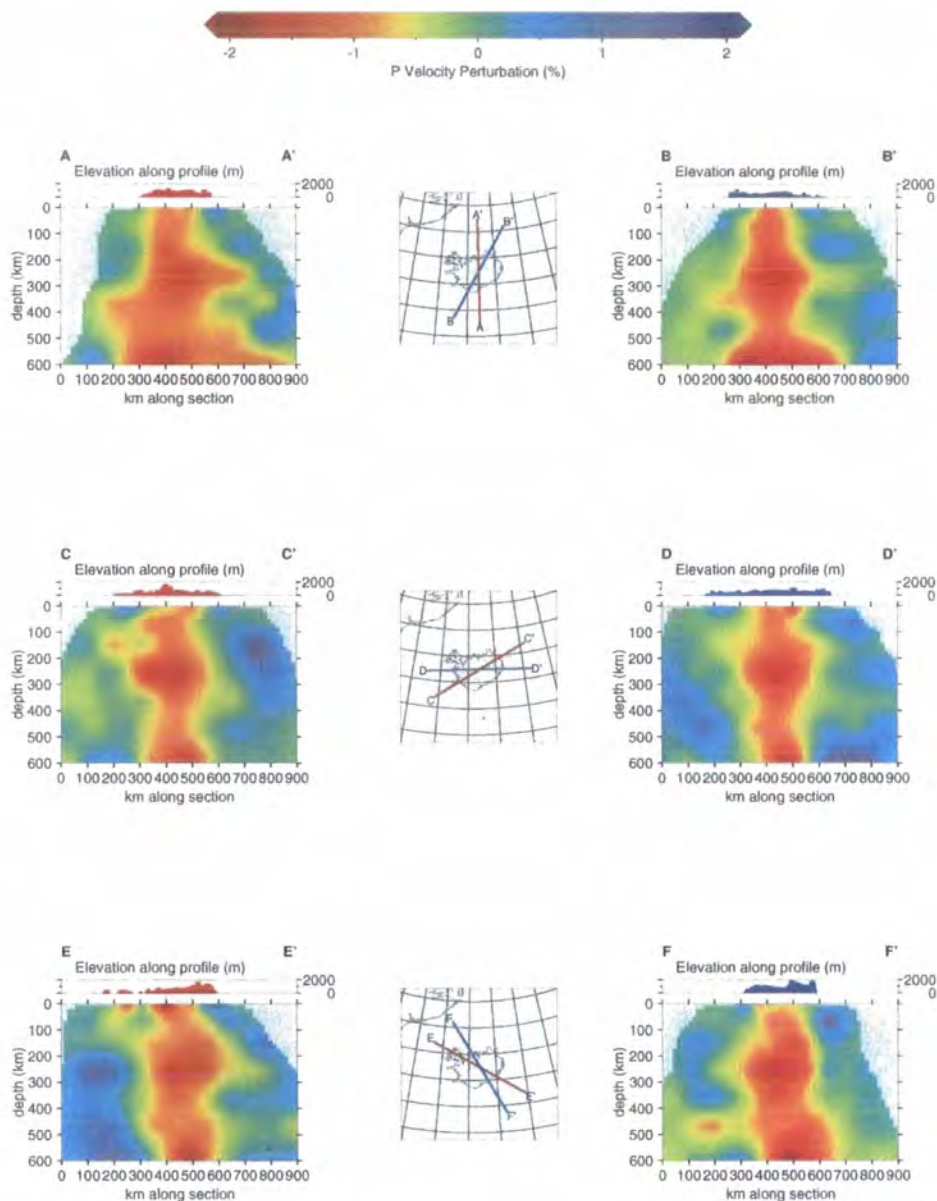 -2 -1 0 1 2
P Velocity Perturbation (%)
A A'
Elevation along profile (m)
2000
0
0
100
200
300
400
500
600
depth (km)
0 100 200 300 400 500 600 700 800 900
km along section
A' B'
B A
B B'
Elevation along profile (m)
2000
0
0
100
200
300
400
500
600
depth (km)
0 100 200 300 400 500 600 700 800 900
km along section
C C'
Elevation along profile (m)
2000
0
0
100
200
300
400
500
600
depth (km)
0 100 200 300 400 500 600 700 800 900
km along section
C'
D D'
C
D D'
Elevation along profile (m)
2000
0
0
100
200
300
400
500
600
depth (km)
0 100 200 300 400 500 600 700 800 900
km along section
E E'
Elevation along profile (m)
2000
0
0
100
200
300
400
500
600
depth (km)
0 100 200 300 400 500 600 700 800 900
km along section
F
E
E'
F'
F F'
Elevation along profile (m)
2000
0
0
100
200
300
400
500
600
depth (km)
0 100 200 300 400 500 600 700 800 900
km along section